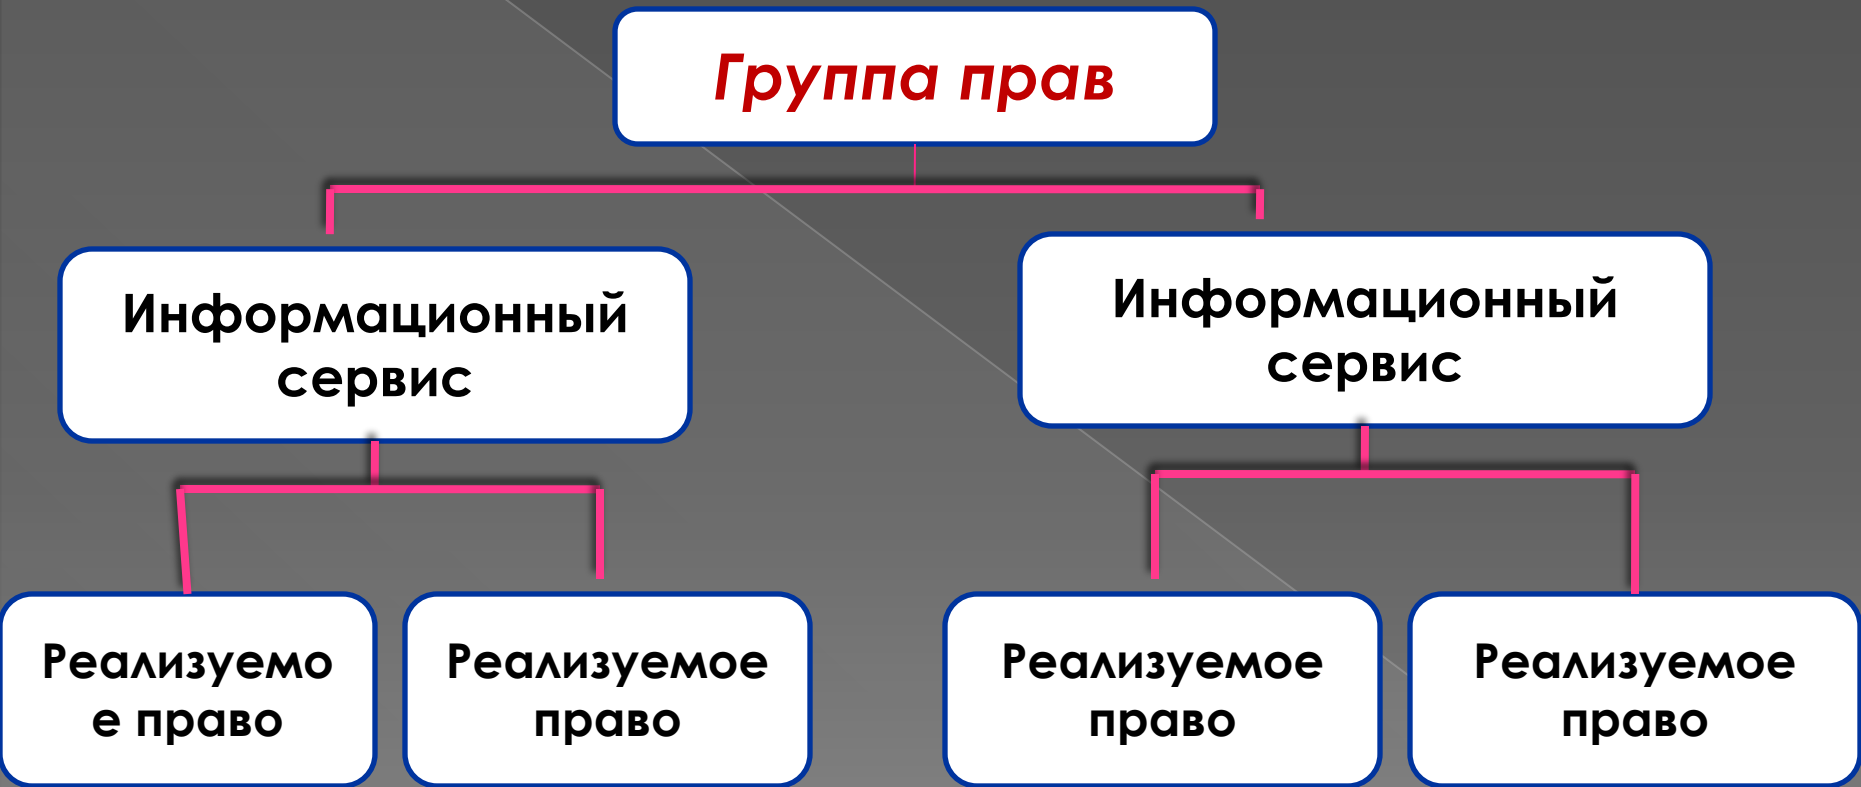 Группа прав
Информационный
сервис
Информационный
сервис
Реализуемо
е право
Реализуемое
право
Реализуемое
право
Реализуемое
право